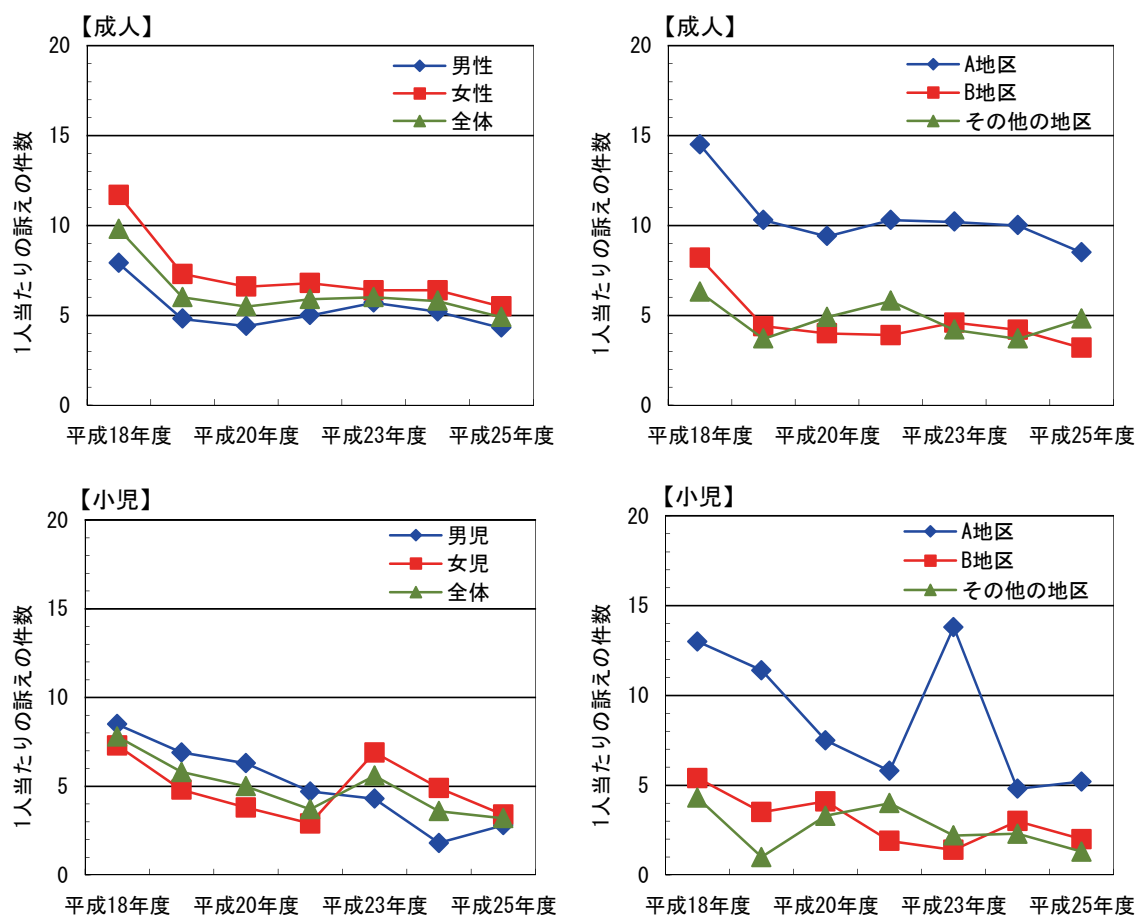 【成人】
男性
女性
全体
1人当たりの訴えの件数
20
15
10
5
0
平成18年度 平成20年度 平成23年度 平成25年度
【成人】
A地区
B地区
その他の地区
1人当たりの訴えの件数
20
15
10
5
0
平成18年度 平成20年度 平成23年度 平成25年度
【小児】
男児
女児
全体
1人当たりの訴えの件数
20
15
10
5
0
平成18年度 平成20年度 平成23年度 平成25年度
【小児】
A地区
B地区
その他の地区
1人当たりの訴えの件数
20
15
10
5
0
平成18年度 平成20年度 平成23年度 平成25年度